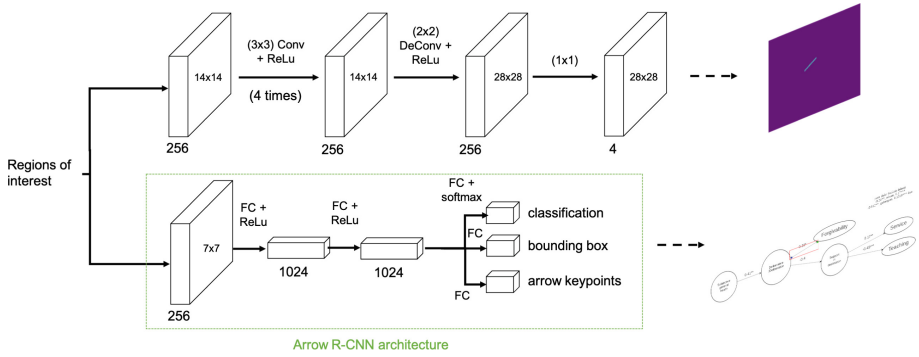 (3x3) Conv
+ ReLu
(4 times)
(2x2)
DeConv +
ReLu
(1x1)
14x14
14x14
28x28
28x28
256
256
256
4
Regions of
interest
FC +
ReLu
FC +
ReLu
FC +
softmax
FC
FC
7x7
256
1024
1024
classification
bounding box
arrow keypoints
Forgivability
Service
Teaching
Arrow R-CNN architecture